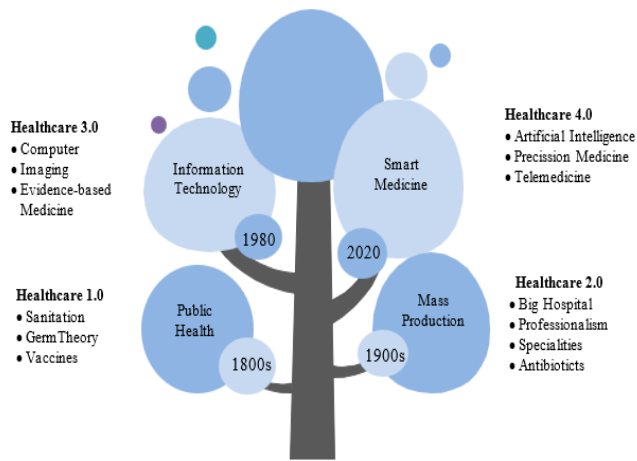 Healthcare 3.0
• Computer
• Imaging
• Evidence-based
Medicine
Information
Technology
1980
Smart
Medicine
2020
Healthcare 4.0
• Artificial Intelligence
• Precission Medicine
• Telemedicine
Healthcare 1.0
• Sanitation
• GermTheory
• Vaccines
Public
Health
1800s
Mass
Production
1900s
Healthcare 2.0
• Big Hospital
• Professionalism
• Specialities
• Antibioticts